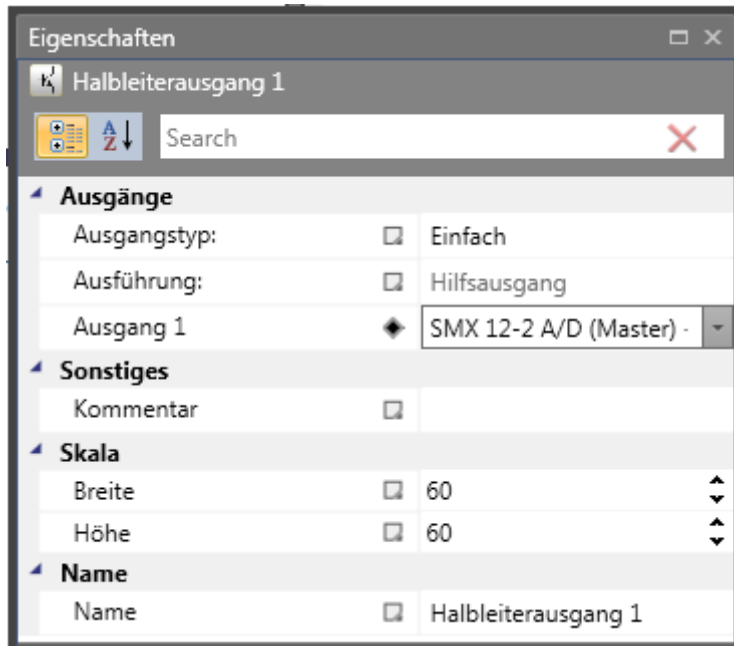 Eigenschaften
Halbleiterausgang 1
A
Z
Search
Ausgänge
Ausgangstyp: Einfach
Ausführung: Hilfsausgang
Ausgang 1 SMX 12-2 A/D (Master) -
Sonstiges
Kommentar
Skala
Breite 60
Höhe 60
Name
Name Halbleiterausgang 1